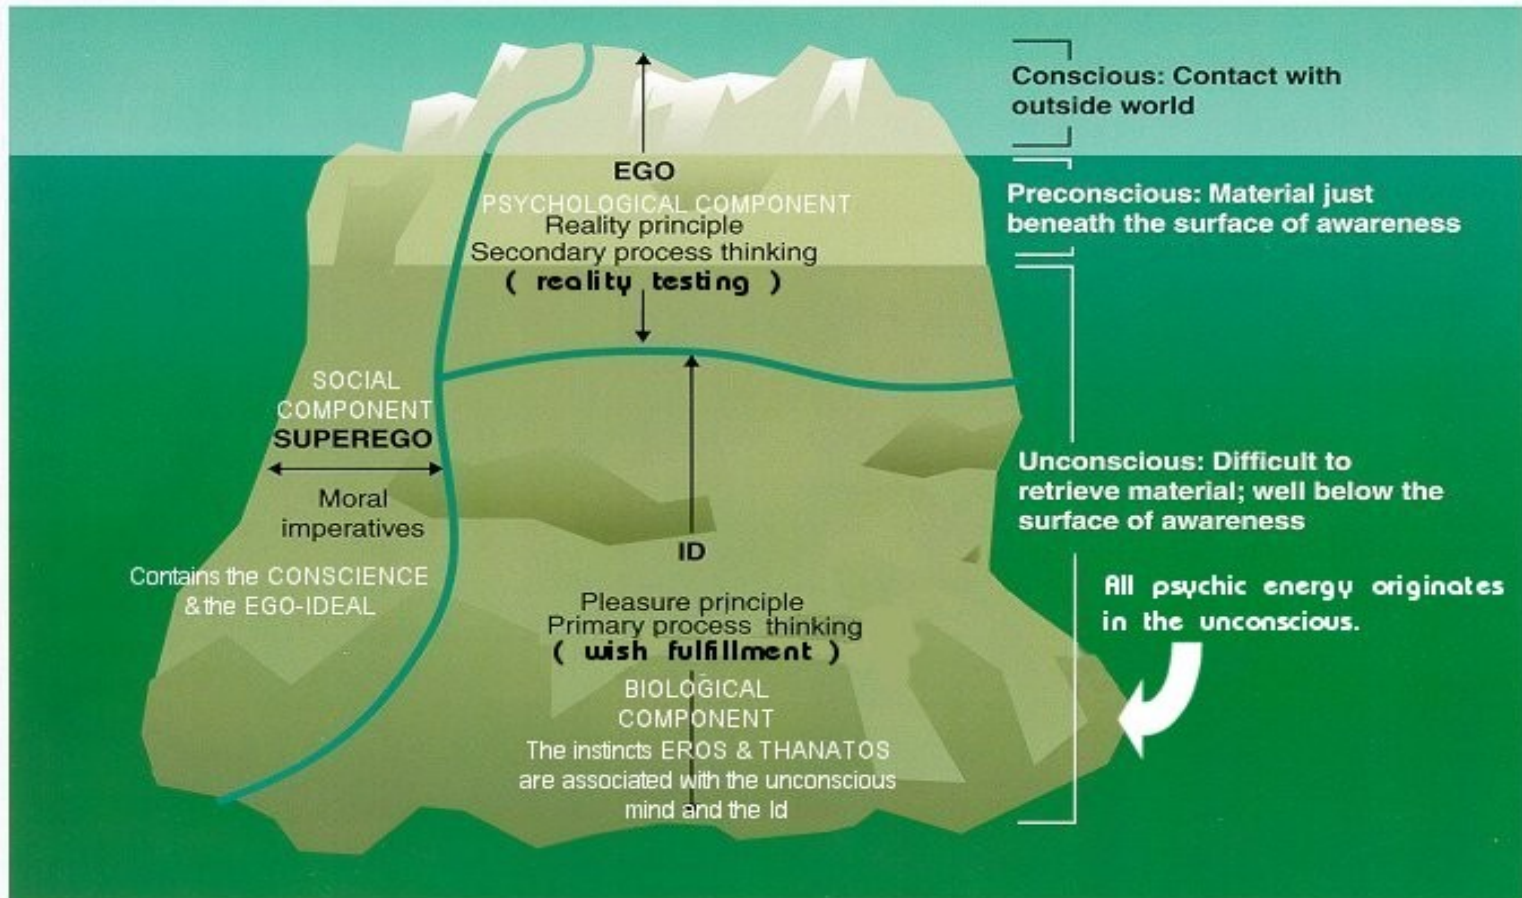 Conscious: Contact with
outside world
EGO
PSYCHOLOGICAL COMPONENT
Reality principle
Secondary process thinking
( reality testing )
Preconscious: Material just
beneath the surface of awareness
SOCIAL
COMPONENT
SUPEREGO
Moral
imperatives
Contains the CONSCIENCE
& the EGO-IDEAL
ID
Pleasure principle
Primary process thinking
( wish fulfillment )
BIOLOGICAL
COMPONENT
The instincts EROS & THANATOS
are associated with the unconscious
mind and the Id
Unconscious: Difficult to
retrieve material; well below the
surface of awareness
All psychic energy originates
in the unconscious.